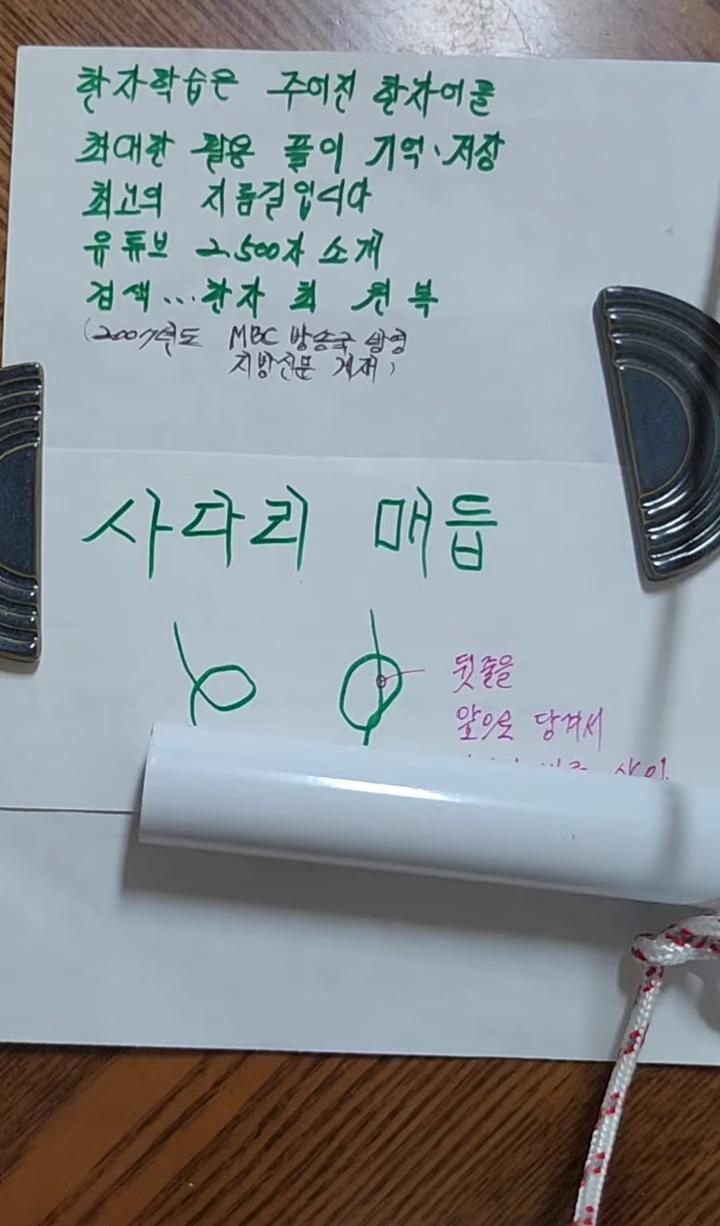 한자학습은 주어진 한자어를
최대한 활용 풀이 기억·저장
최고의 지름길입니다
유튜브 2,500자 소개
검색...한자 최 원 복
(2007년도 MBC 방송국 방영
지방신문 게재)
사다리 매듭
뒷줄을
앞으로 당겨서